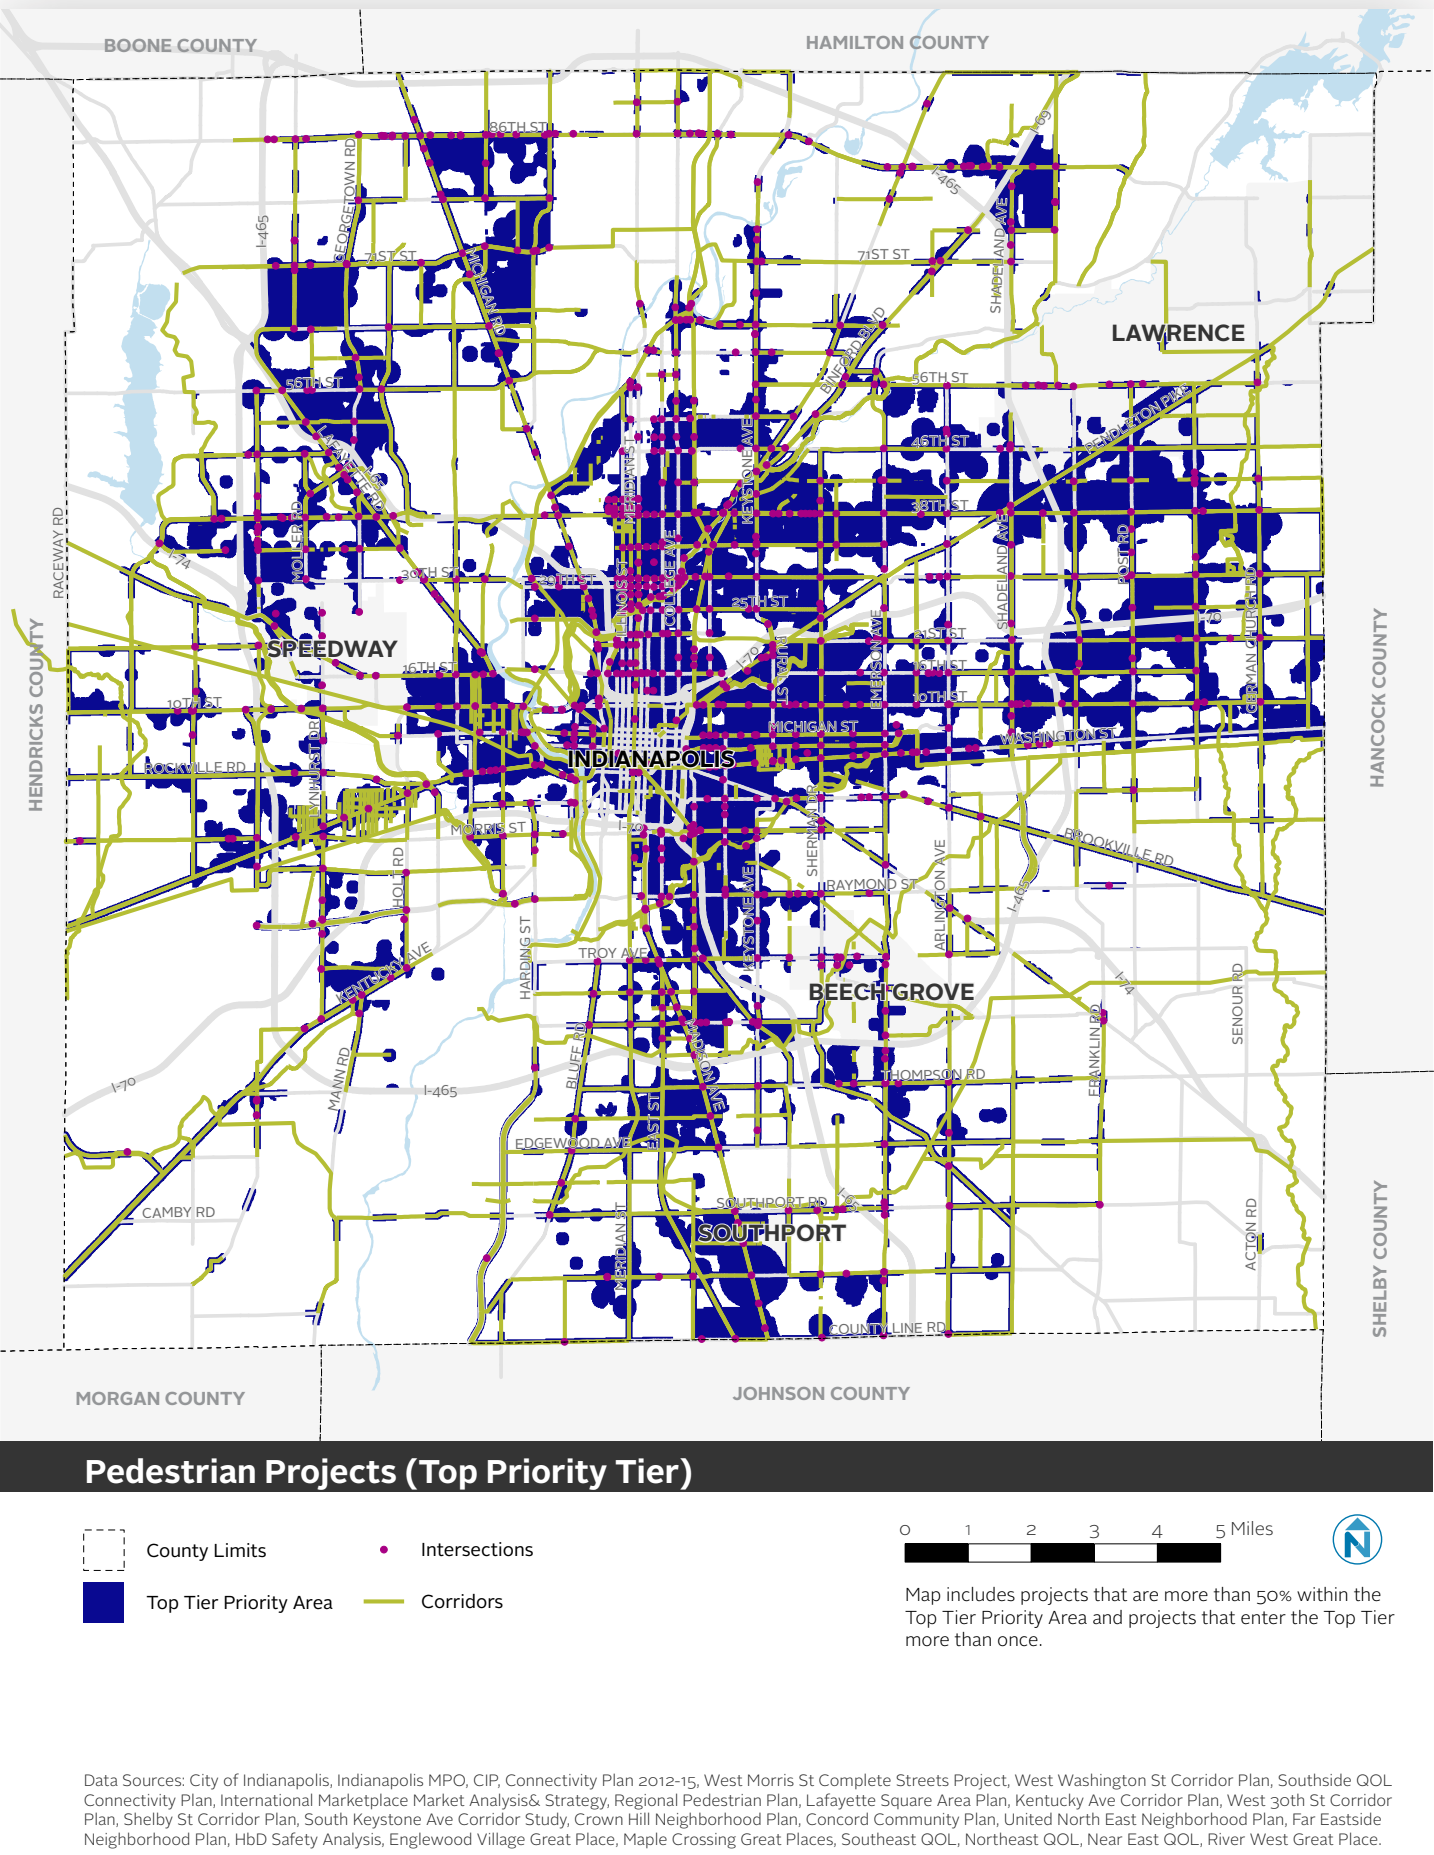 BOONE COUNTY
HAMILTON COUNTY
86TH ST
I-69
GEORGETOWN RD
I-465
I-465
SHADELAND AVE
71ST ST
MICHIGAN RD
71ST ST
LAWRENCE
BINFORD BLVD
56TH ST
56TH ST
PENDLETON PIKE
LAFAYETTE RD
I-65
MERIDIAN ST
KEYSTONE AVE
46TH ST
RACEWAY RD
MOLLER RD
38TH ST
SHADELAND AVE
POST RD
I-74
30TH ST
29TH ST
ILLINOIS ST
COLLEGE AVE
25TH ST
GERMAN CHURCH RD
I-70
HENDRICKS COUNTY
HANCOCK COUNTY
SPEEDWAY
16TH ST
I-70
RURAL ST
EMERSON AVE
21ST ST
16TH ST
10TH ST
10TH ST
MICHIGAN ST
WASHINGTON ST
LYNHURST DR
INDIANAPOLIS
ROCKVILLE RD
MORRIS ST
I-70
SHERMAN DR
BROOKVILLE RD
HOLT RD
KEYSTONE AVE
RAYMOND ST
ARLINGTON AVE
I-465
HARDING ST
TROY AVE
KENTUCKY AVE
BEECH GROVE
I-74
SENOUR RD
FRANKLIN RD
BLUFF RD
MADISON AVE
MANN RD
I-70
I-465
THOMPSON RD
EAST ST
EDGEWOOD AVE
CAMBY RD
SOUTHPORT RD
I-65
SOUTHPORT
MERIDIAN ST
ACTON RD
SHELBY COUNTY
COUNTY LINE RD
MORGAN COUNTY
JOHNSON COUNTY
Pedestrian Projects (Top Priority Tier)
County Limits
Intersections
Top Tier Priority Area
Corridors
0 1 2 3 4 5 Miles
N
Map includes projects that are more than 50% within the
Top Tier Priority Area and projects that enter the Top Tier
more than once.
Data Sources: City of Indianapolis, Indianapolis MPO, CIP, Connectivity Plan 2012-15, West Morris St Complete Streets Project, West Washington St Corridor Plan, Southside QOL
Connectivity Plan, International Marketplace Market Analysis& Strategy, Regional Pedestrian Plan, Lafayette Square Area Plan, Kentucky Ave Corridor Plan, West 30th St Corridor
Plan, Shelby St Corridor Plan, South Keystone Ave Corridor Study, Crown Hill Neighborhood Plan, Concord Community Plan, United North East Neighborhood Plan, Far Eastside
Neighborhood Plan, HbD Safety Analysis, Englewood Village Great Place, Maple Crossing Great Places, Southeast QOL, Northeast QOL, Near East QOL, River West Great Place.